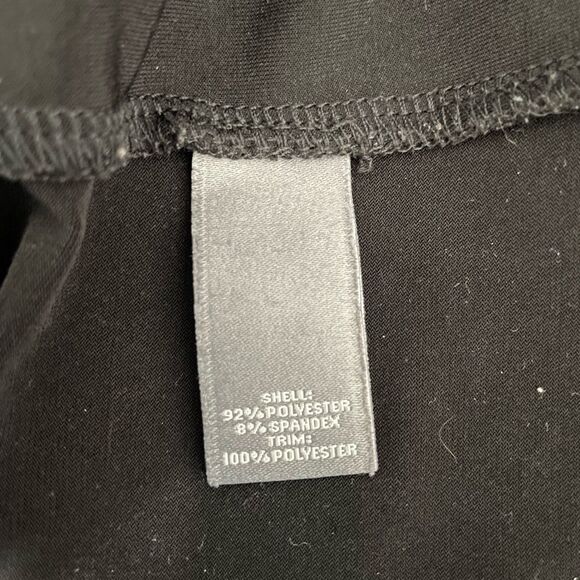 SHELL:
92% POLYESTER
8% SPANDEX
TRIM:
100% POLYESTER